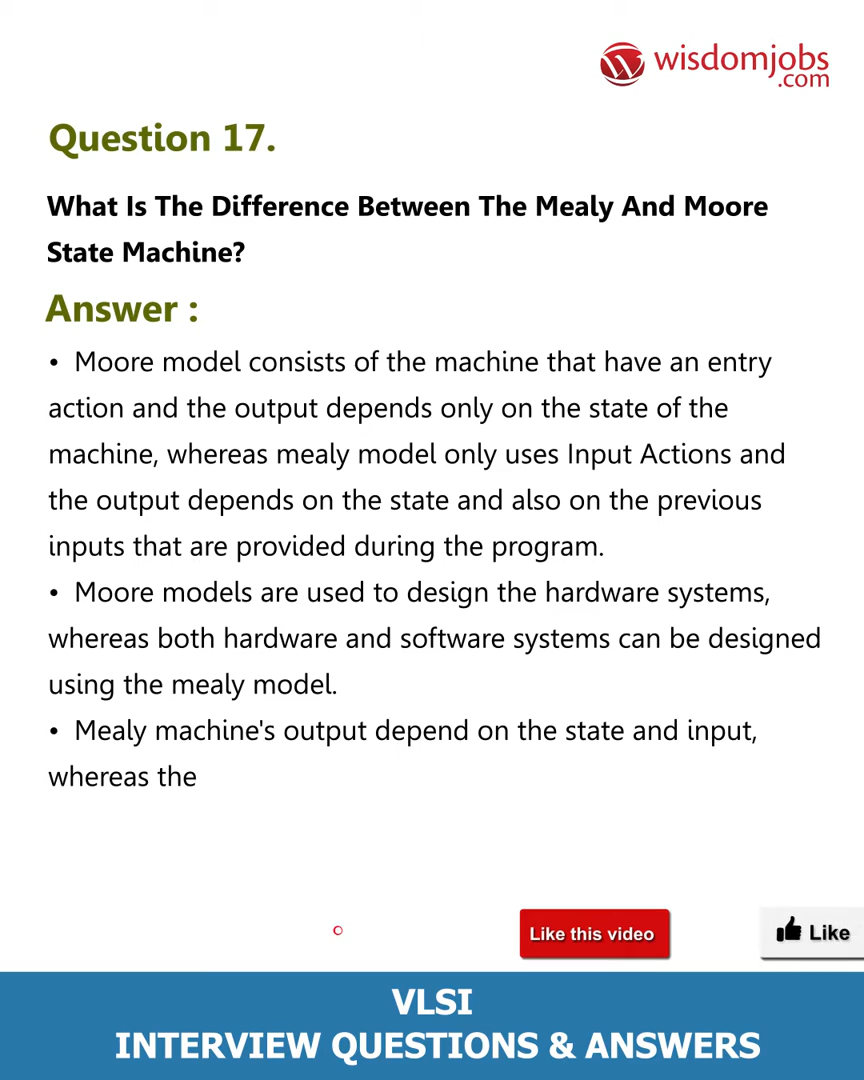 wisdomjobs
.com
Question 17.
What Is The Difference Between The Mealy And Moore
State Machine?
Answer :
• Moore model consists of the machine that have an entry
action and the output depends only on the state of the
machine, whereas mealy model only uses Input Actions and
the output depends on the state and also on the previous
inputs that are provided during the program.
• Moore models are used to design the hardware systems,
whereas both hardware and software systems can be designed
using the mealy model.
• Mealy machine's output depend on the state and input,
whereas the
Like this video
Like
VLSI
INTERVIEW QUESTIONS & ANSWERS